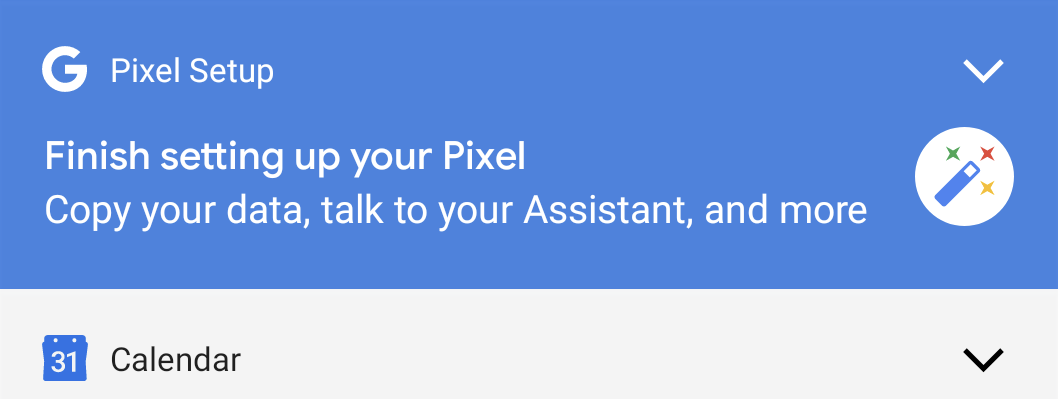 G Pixel Setup
Finish setting up your Pixel
Copy your data, talk to your Assistant, and more
31 Calendar